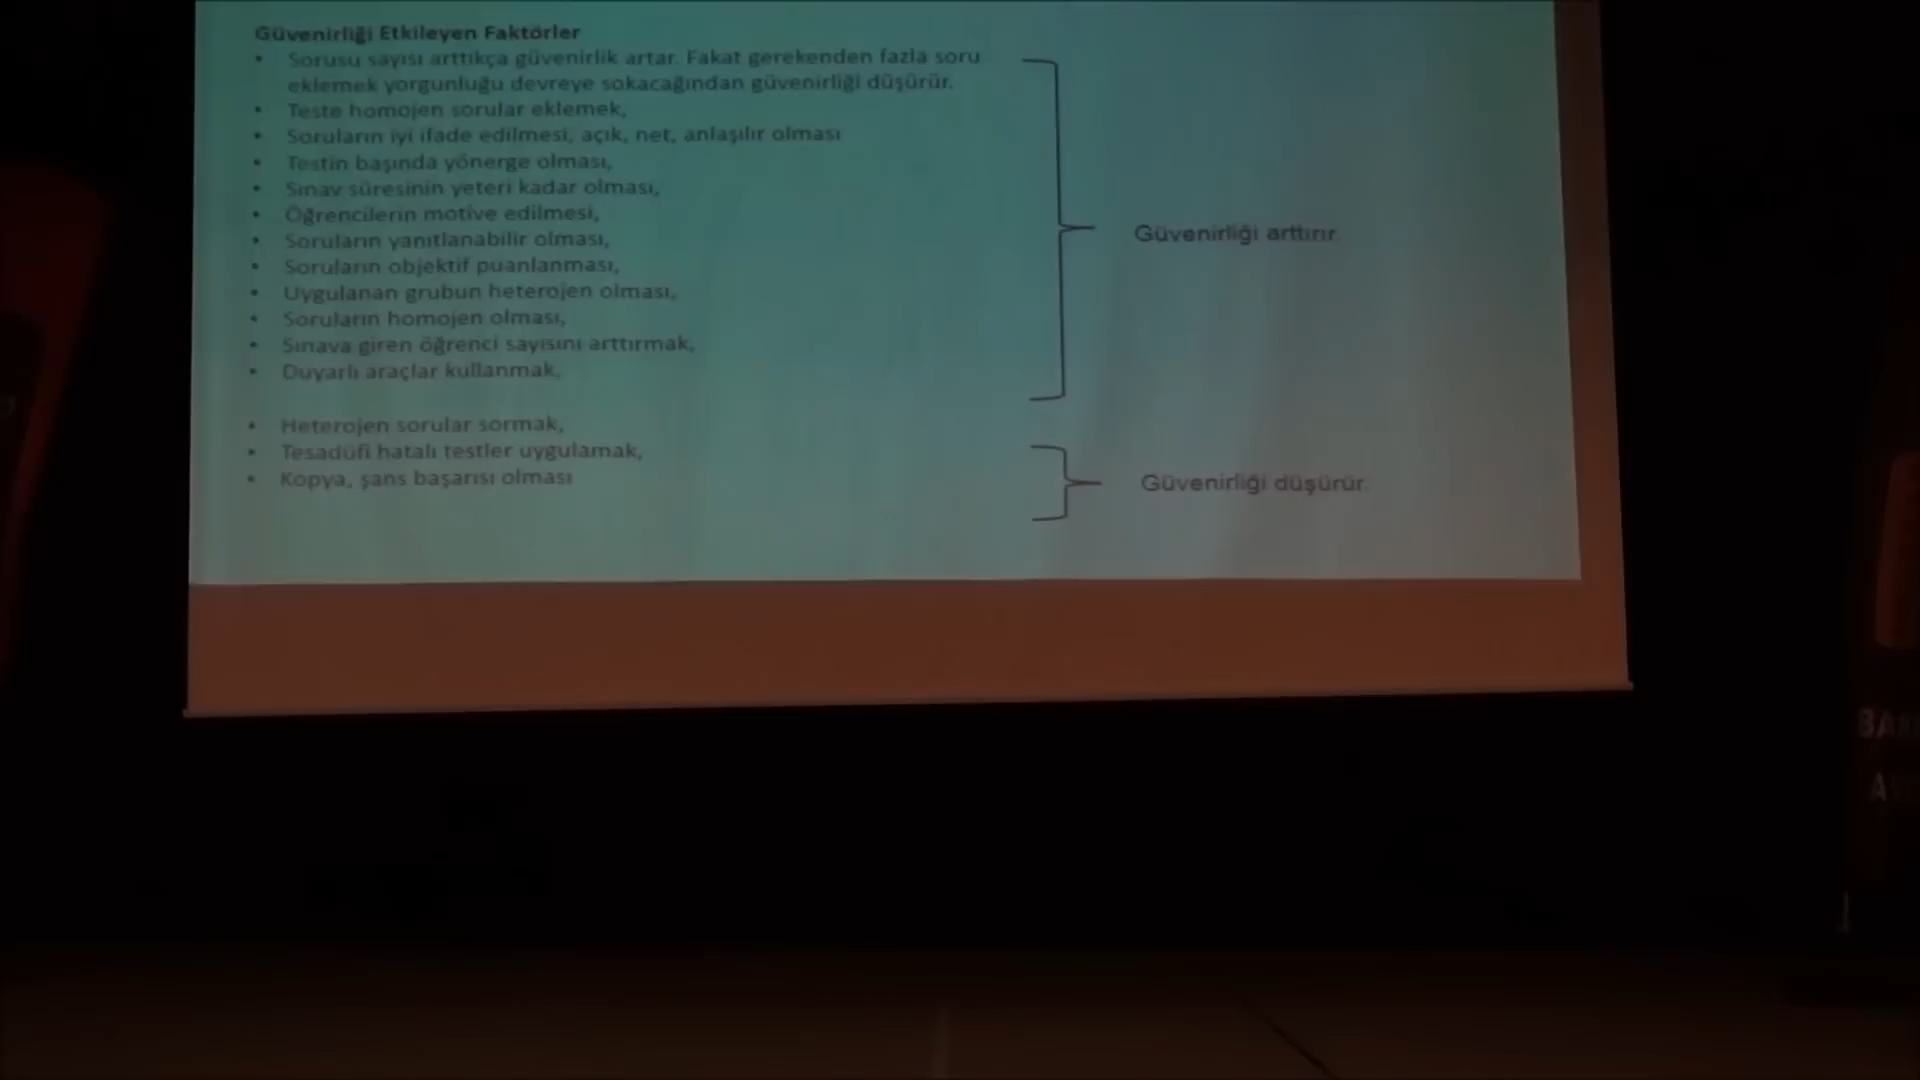 Güvenirliği Etkileyen Faktörler
• Sorusu sayısı arttıkça güvenirlik artar. Fakat gerekenden fazla soru
eklemek yorgunluğu devreye sokacağından güvenirliği düşürür.
• Teste homojen sorular eklemek,
• Soruların iyi ifade edilmesi, açık, net, anlaşılır olması
• Testin başında yönerge olması,
• Sınav süresinin yeteri kadar olması,
• Öğrencilerin motive edilmesi,
• Soruların yanıtlanabilir olması,
• Soruların objektif puanlanması,
• Uygulanan grubun heterojen olması,
• Soruların homojen olması,
• Sınava giren öğrenci sayısını arttırmak,
• Duyarlı araçlar kullanmak,
Güvenirliği arttırır.
• Heterojen sorular sormak,
• Tesadüfi hatalı testler uygulamak,
• Kopya, şans başarısı olması
Güvenirliği düşürür.